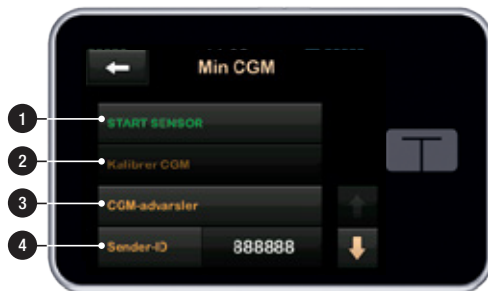 Min CGM
1 START SENSOR
2 Kalibrer CGM
3 CGM-advarsler
4 Sender-ID 888888